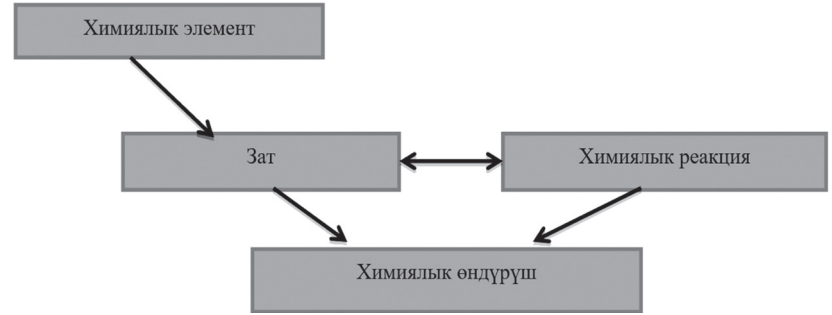 Химиялык элемент
Зат
Химиялык реакция
Химиялык өндүрүш